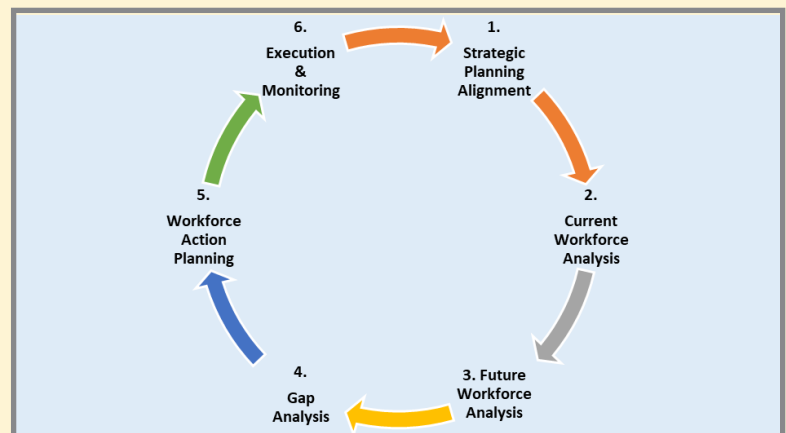 1.
Strategic
Planning
Alignment
2.
Current
Workforce
Analysis
3. Future
Workforce
Analysis
4.
Gap
Analysis
5.
Workforce
Action
Planning
6.
Execution
&
Monitoring